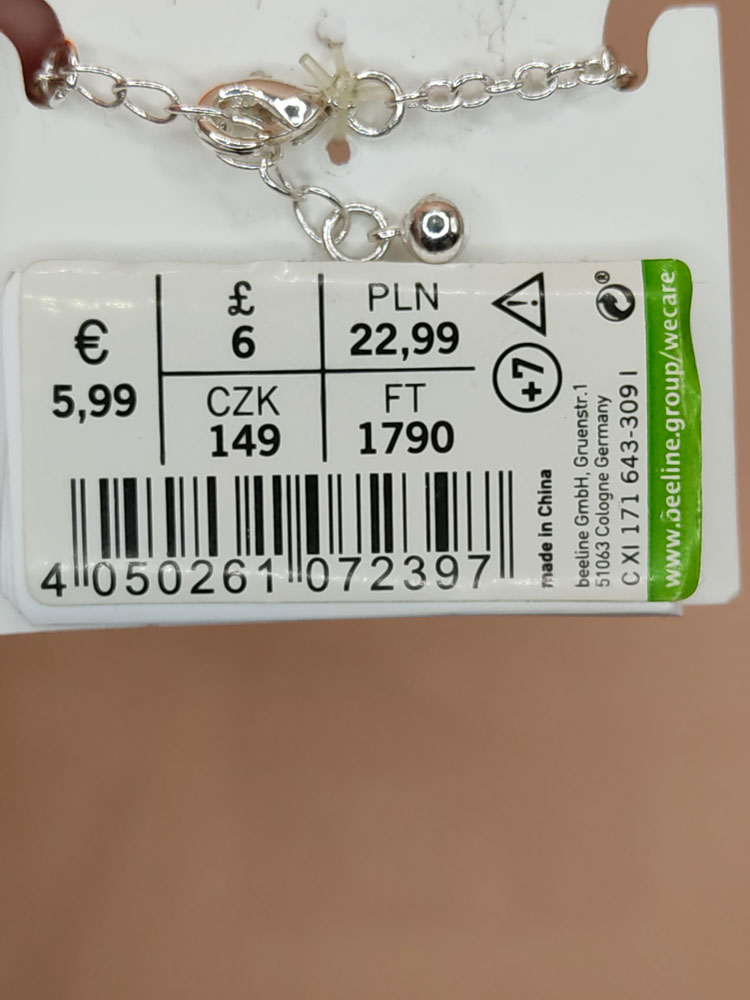 €
5,99
£
6
PLN
22,99
CZK
149
FT
1790
+7
4 050261 072397
made in China
beeline GmbH, Gruenstr.1
51063 Cologne Germany
C XI 171 643-309 I
®
www.beeline.group/wecare